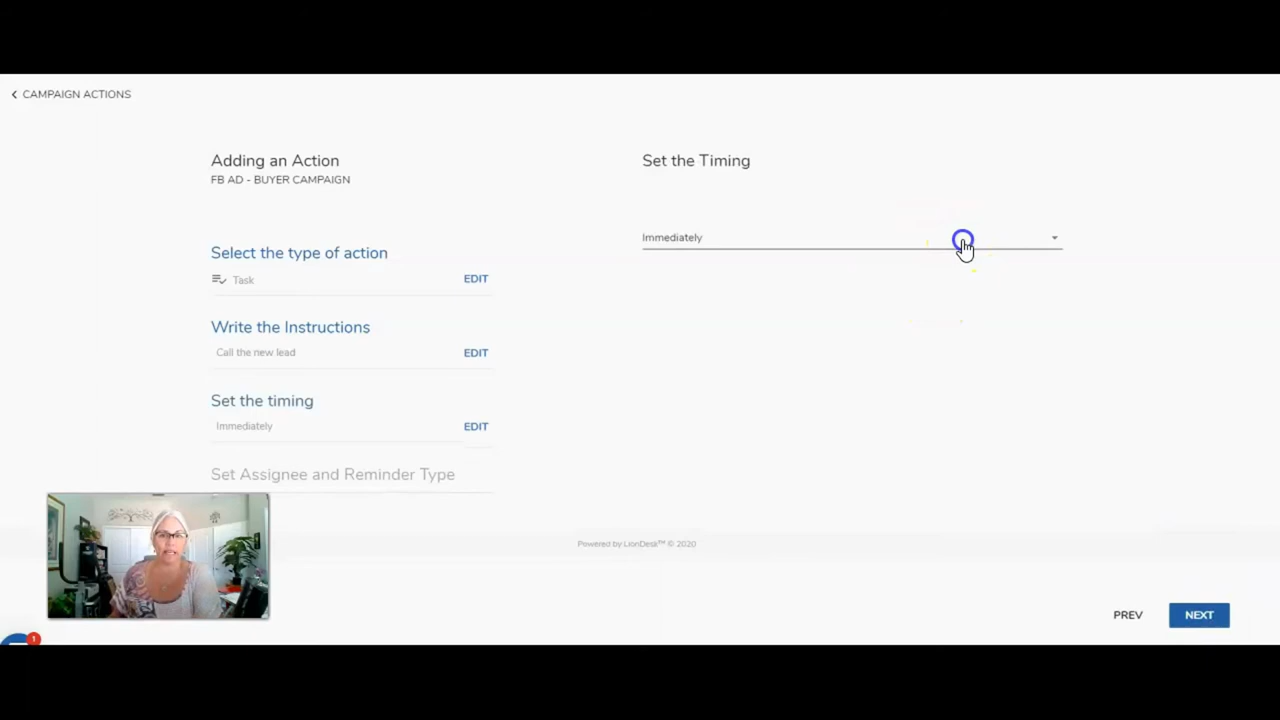 CAMPAIGN ACTIONS
Adding an Action
FB AD - BUYER CAMPAIGN
Select the type of action
Task EDIT
Write the Instructions
Call the new lead EDIT
Set the timing
Immediately EDIT
Set Assignee and Reminder Type
Set the Timing
Immediately
Powered by LionDesk™ © 2020
PREV NEXT
1